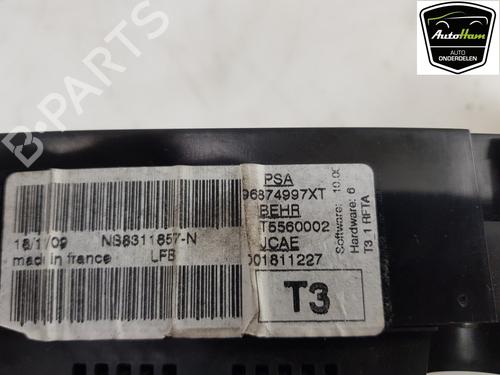 AutoHam
AUTO
ONDERDELEN
B-PARTS
PSA
96874997XT
BEHR
T5560002
JCAE
001811227
T3
18/1/09
NS8311857-N
made in france
LFB
Software: 10.00
Hardware: 6
T3 1 RFTA